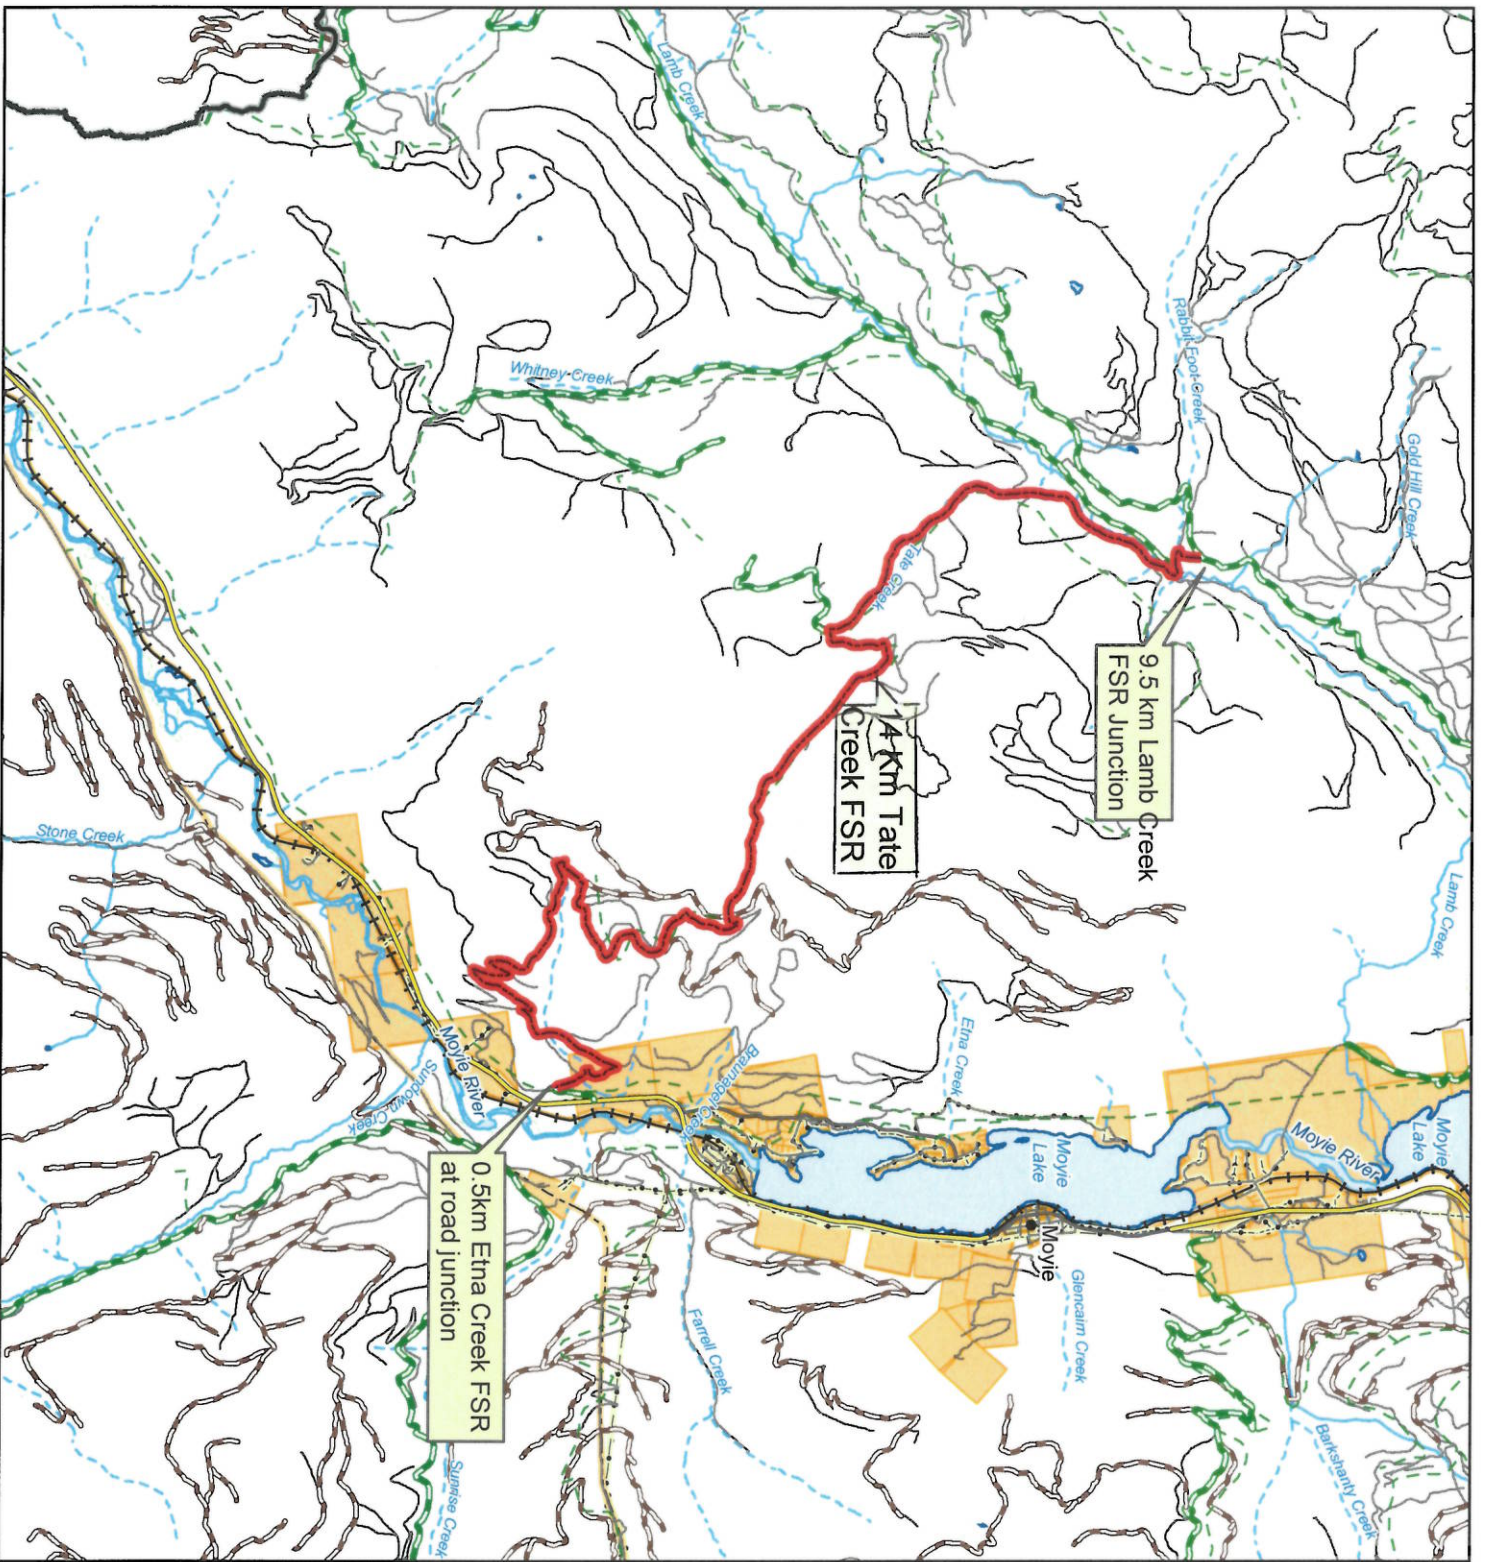 Lamb Creek
Rabbit Foot Creek
Gold Hill Creek
Whitney Creek
Tate Creek
9.5 km Lamb Creek
FSR Junction
14 Km Tate
Creek FSR
Lamb Creek
Stone Creek
Etna Creek
Moyie River
Sundown Creek
Braunagel Creek
Moyie
Lake
Moyie River
Moyie
Lake
Moyie
0.5km Etna Creek FSR
at road junction
Glencairn Creek
Farrell Creek
Barkshanty Creek
Sunrise Creek